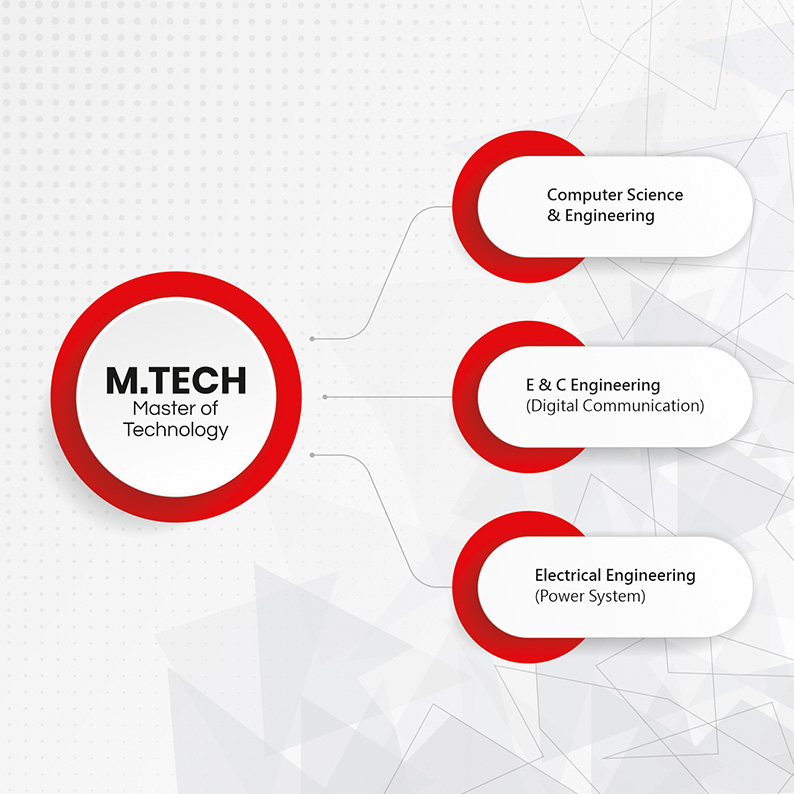 M.TECH
Master of
Technology
Computer Science
& Engineering
E & C Engineering
(Digital Communication)
Electrical Engineering
(Power System)